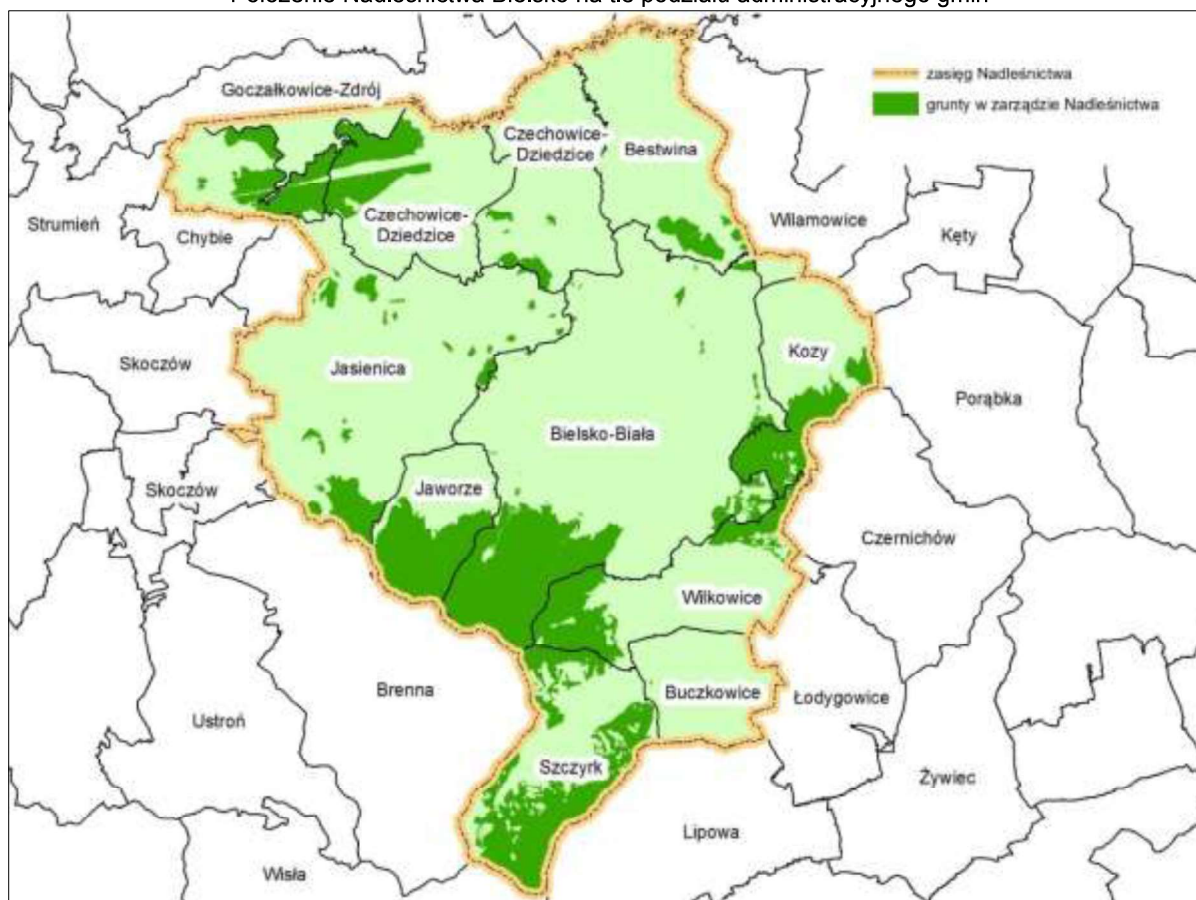 Położenie Nadleśnictwa Bielsko na tle podziału administracyjnego gmin
zasięg Nadleśnictwa
grunty w zarządzie Nadleśnictwa
Goczałkowice-Zdrój
Czechowice-
Dziedzice
Bestwina
Strumień
Chybie
Czechowice-
Dziedzice
Wilamowice
Kęty
Skoczów
Jasienica
Kozy
Porąbka
Bielsko-Biała
Skoczów
Jaworze
Czernichów
Wilkowice
Brenna
Buczkowice
Łodygowice
Ustroń
Szczyrk
Żywiec
Lipowa
Wisła